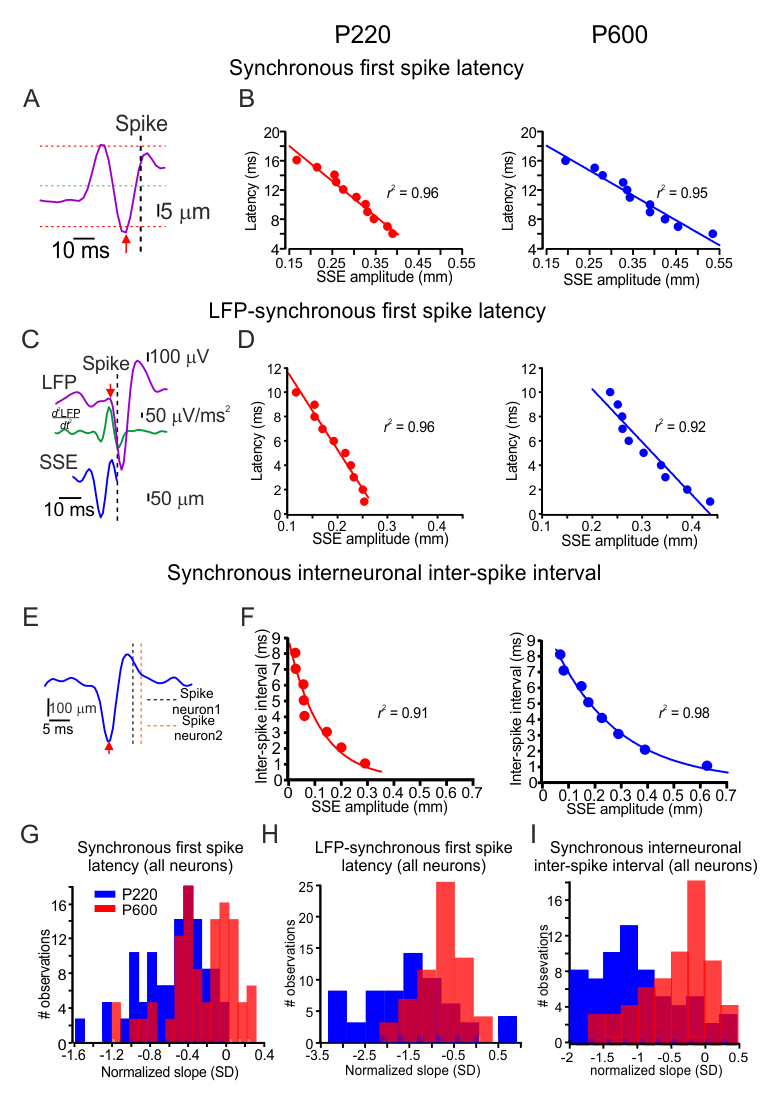 P220 P600
Synchronous first spike latency
A B
Spike
5 μm
10 ms
Latency (ms)
20
16
12
8
4
r² = 0.96
0.15 0.25 0.35 0.45 0.55
SSE amplitude (mm)
Latency (ms)
20
16
12
8
4
r² = 0.95
0.15 0.25 0.35 0.45 0.55
SSE amplitude (mm)
LFP-synchronous first spike latency
C D
Spike
100 μV
LFP
d²LFP
dt²
50 μV/ms²
SSE
10 ms
50 μm
Latency (ms)
12
10
8
6
4
2
0
r² = 0.96
0.1 0.2 0.3 0.4
SSE amplitude (mm)
Latency (ms)
12
10
8
6
4
2
0
r² = 0.92
0.1 0.2 0.3 0.4
SSE amplitude (mm)
Synchronous interneuronal inter-spike interval
E F
100 μm
5 ms
Spike
neuron1
Spike
neuron2
Inter-spike interval (ms)
9
8
7
6
5
4
3
2
1
0
r² = 0.91
0 0.1 0.2 0.3 0.4 0.5 0.6 0.7
SSE amplitude (mm)
Inter-spike interval (ms)
9
8
7
6
5
4
3
2
1
0
r² = 0.98
0 0.1 0.2 0.3 0.4 0.5 0.6 0.7
SSE amplitude (mm)
G
Synchronous first spike
latency (all neurons)
P220
P600
# observations
16
12
8
4
0
-1.6 -1.2 -0.8 -0.4 0 0.4
Normalized slope (SD)
H
LFP-synchronous first spike
latency (all neurons)
# observations
25
20
15
10
5
0
-3.5 -2.5 -1.5 -0.5 0.5
Normalized slope (SD)
I
Synchronous interneuronal
inter-spike interval (all neurons)
# observations
16
12
8
4
0
-2 -1.5 -1 -0.5 0 0.5
normalized slope (SD)